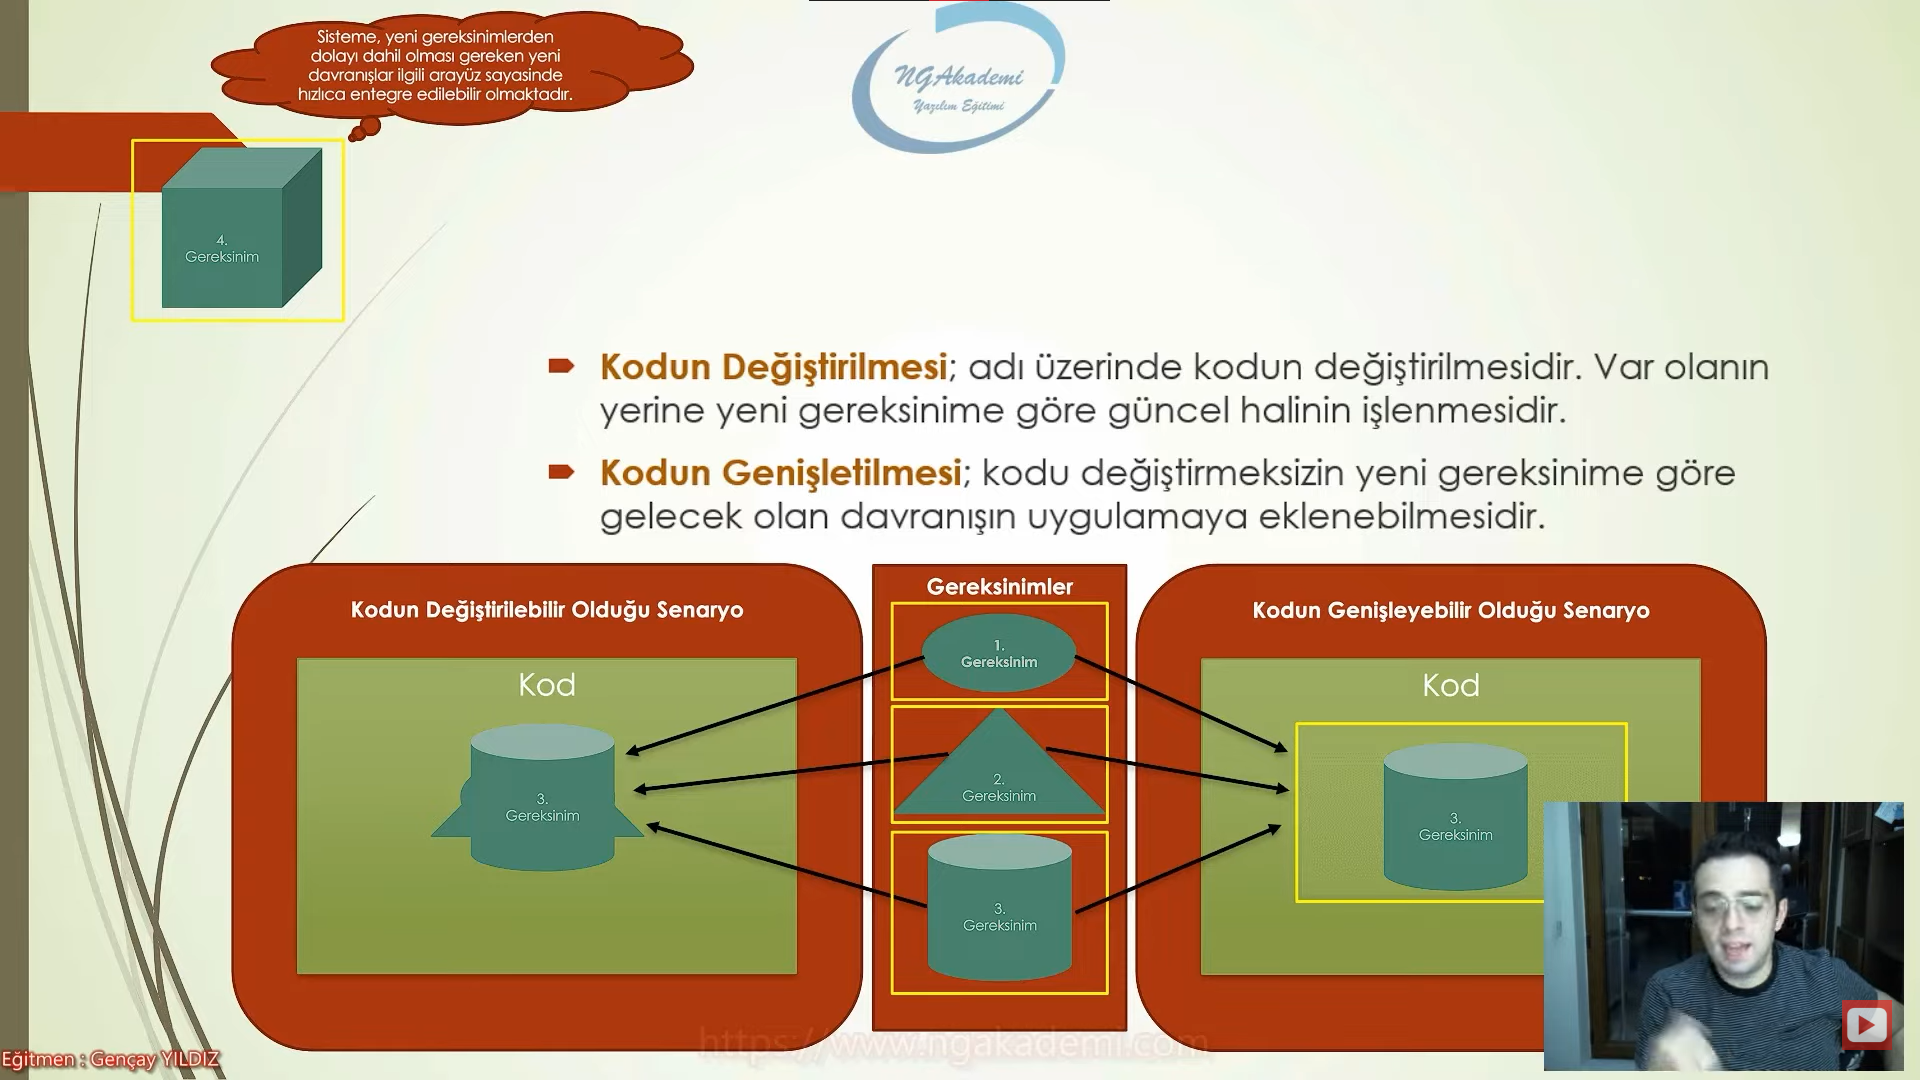 Sisteme, yeni gereksinimlerden
dolayı dahil olması gereken yeni
davranışlar ilgili arayüz sayasinde
hızlıca entegre edilebilir olmaktadır.
NGAkademi
Yazılım Eğitimi
4.
Gereksinim
Kodun Değiştirilmesi; adı üzerinde kodun değiştirilmesidir. Var olanın
yerine yeni gereksinime göre güncel halinin işlenmesidir.
Kodun Genişletilmesi; kodu değiştirmeksizin yeni gereksinime göre
gelecek olan davranışın uygulamaya eklenebilmesidir.
Kodun Değiştirilebilir Olduğu Senaryo
Kod
3.
Gereksinim
Gereksinimler
1.
Gereksinim
2.
Gereksinim
3.
Gereksinim
Kodun Genişleyebilir Olduğu Senaryo
Kod
3.
Gereksinim
https://www.ngakademi.com
Eğitmen : Gençay YILDIZ